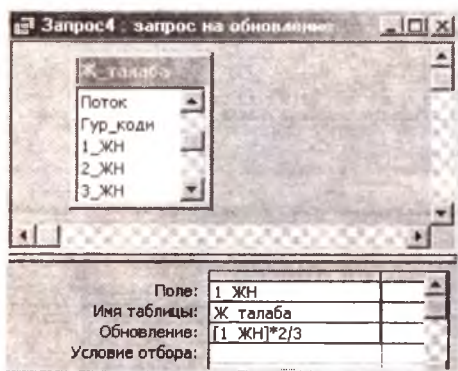 Запрос4 : запрос на обновление
Ж_талаба
Поток
Гур_коди
1_ЖН
2_ЖН
3_ЖН
Поле: 1_ЖН
Имя таблицы: Ж_талаба
Обновление: [1_ЖН]*2/3
Условие отбора: